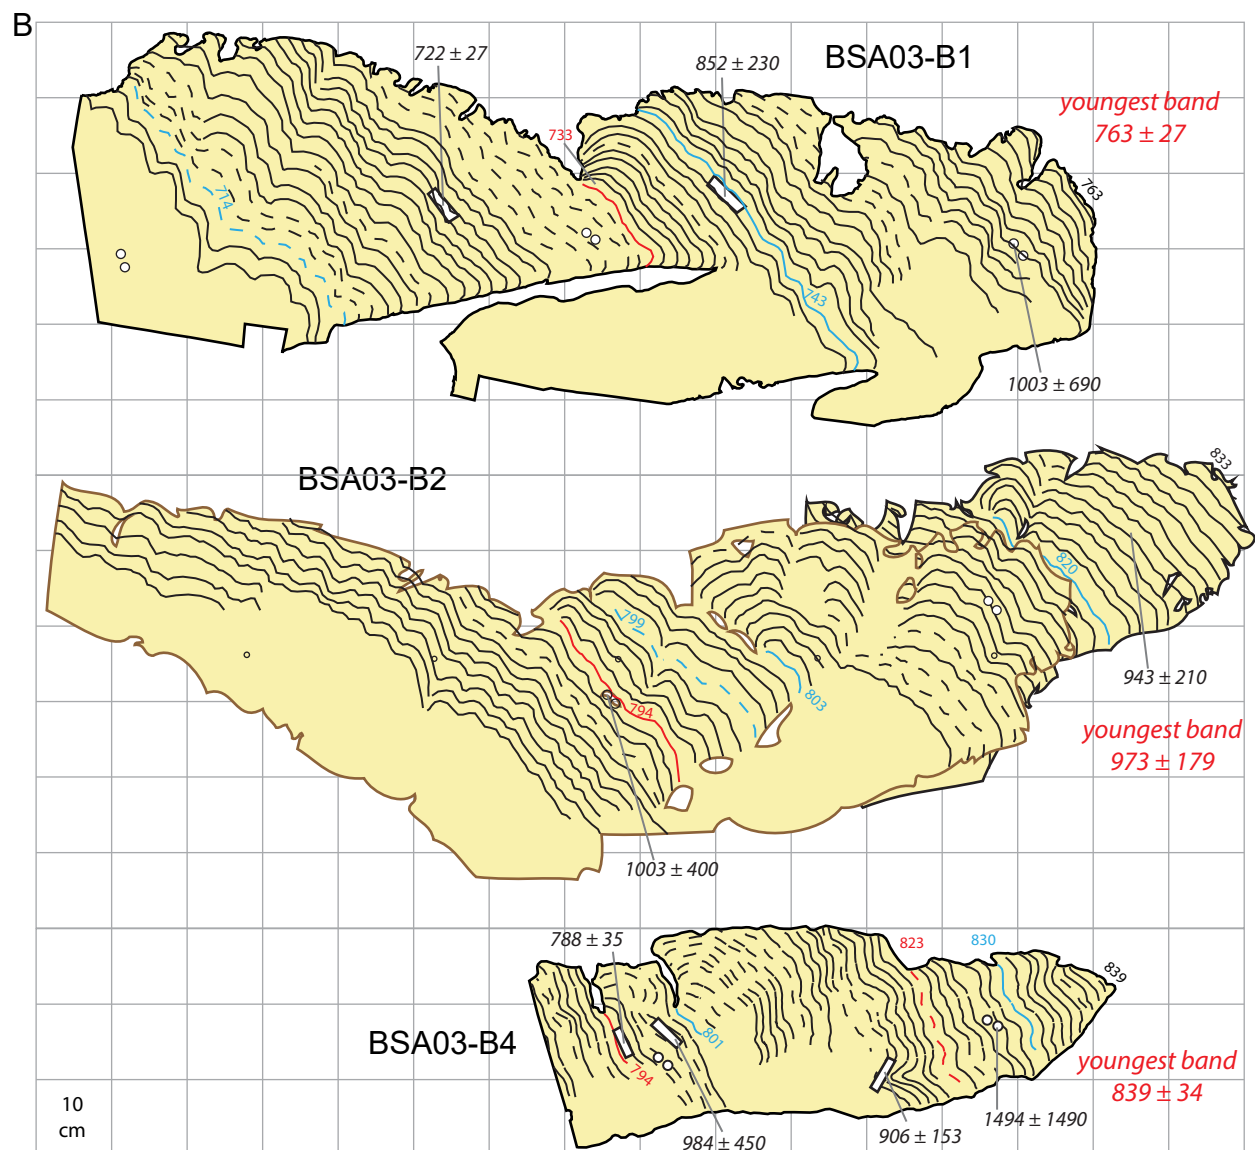 B
722 ± 27
852 ± 230
BSA03-B1
youngest band
763 ± 27
733
763
714
743
1003 ± 690
BSA03-B2
833
820
799
943 ± 210
803
794
youngest band
973 ± 179
1003 ± 400
788 ± 35
823
830
839
BSA03-B4
801
794
youngest band
839 ± 34
10
cm
984 ± 450
906 ± 153
1494 ± 1490